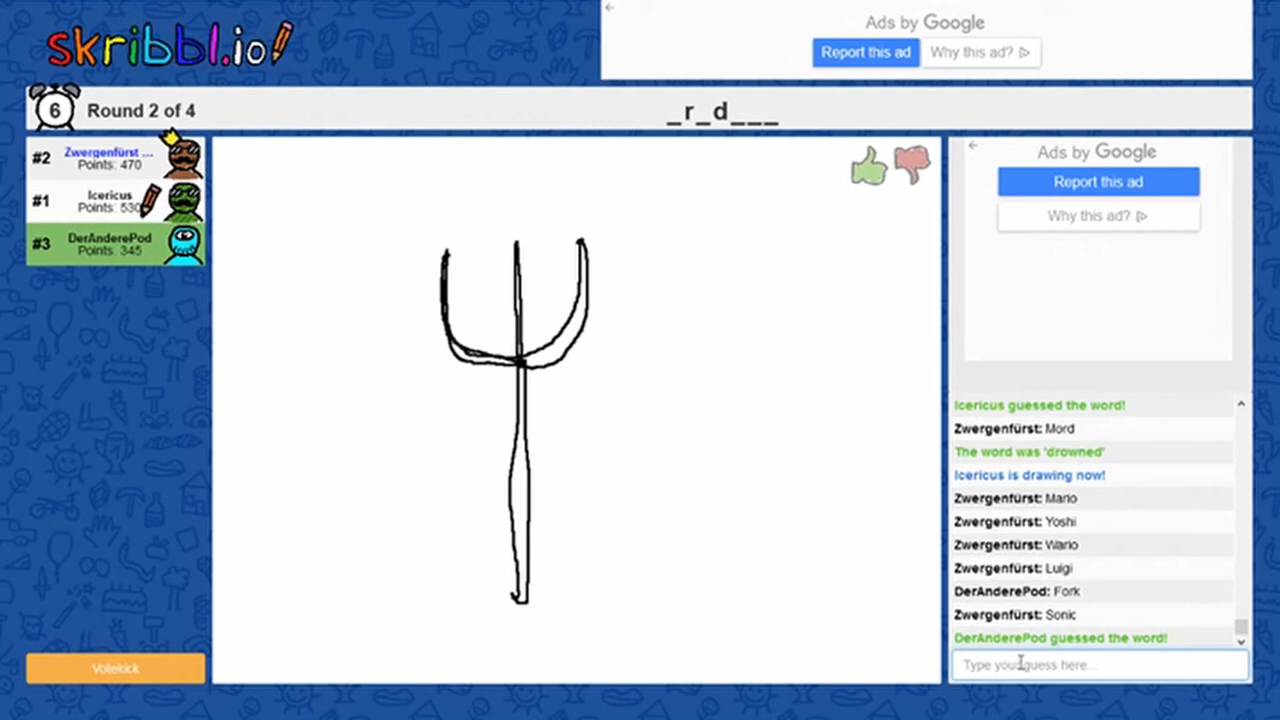 skribbl.io
Ads by Google
Report this ad
Why this ad?
6
Round 2 of 4
_r_d___
#2
Zwergenfürst ...
Points: 470
#1
Icericus
Points: 530
#3
DerAnderePod
Points: 345
Votekick
Ads by Google
Report this ad
Why this ad?
Icericus guessed the word!
Zwergenfürst: Mord
The word was 'drowned'
Icericus is drawing now!
Zwergenfürst: Mario
Zwergenfürst: Yoshi
Zwergenfürst: Wario
Zwergenfürst: Luigi
DerAnderePod: Fork
Zwergenfürst: Sonic
DerAnderePod guessed the word!
Type your guess here...